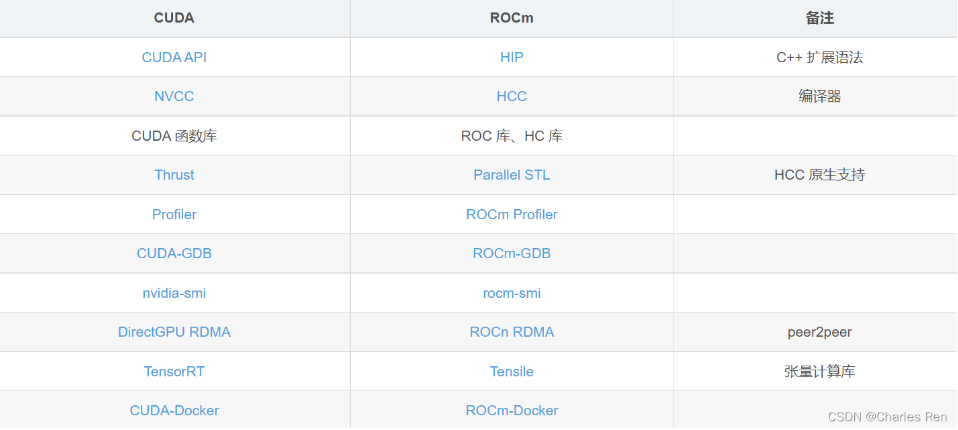 CUDA ROCm 备注
CUDA API HIP C++ 扩展语法
NVCC HCC 编译器
CUDA 函数库 ROC 库、HC 库
Thrust Parallel STL HCC 原生支持
Profiler ROCm Profiler
CUDA-GDB ROCm-GDB
nvidia-smi rocm-smi
DirectGPU RDMA ROCn RDMA peer2peer
TensorRT Tensile 张量计算库
CUDA-Docker ROCm-Docker
CSDN @Charles Ren